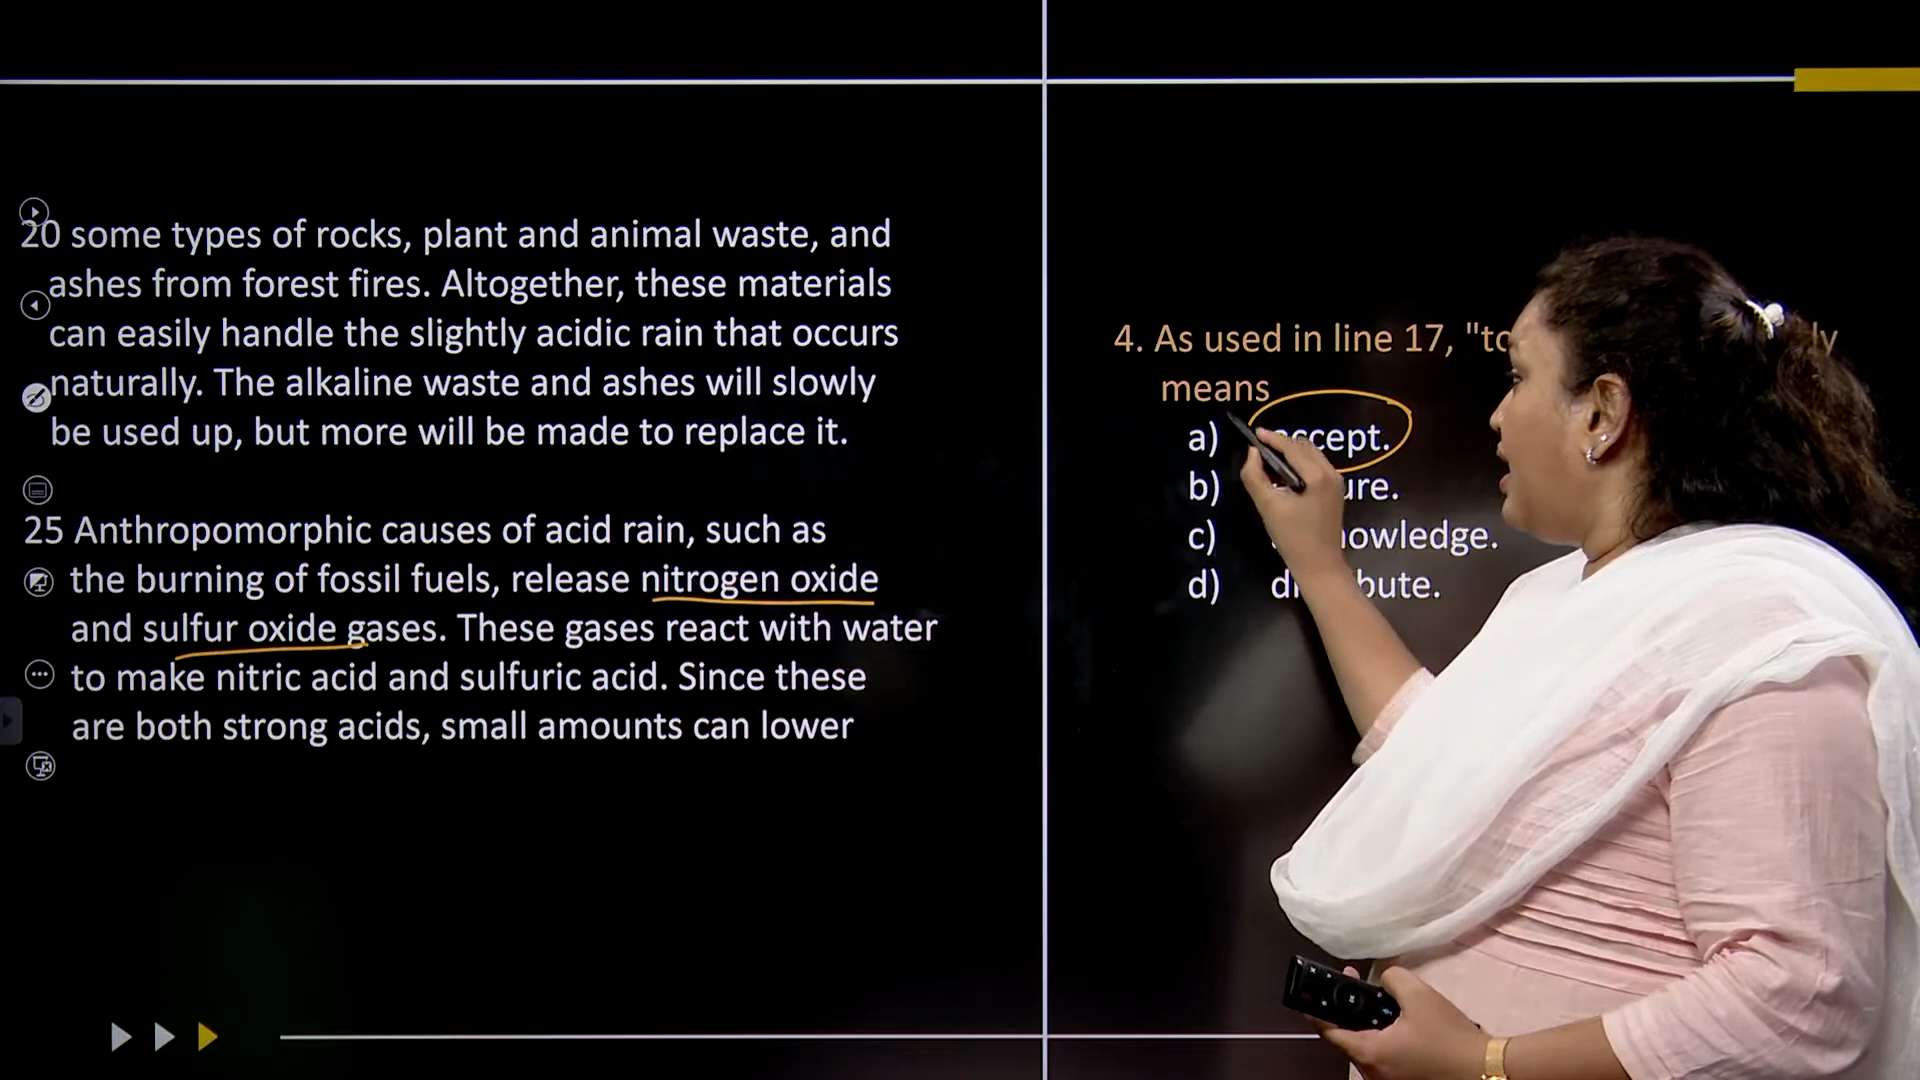 20 some types of rocks, plant and animal waste, and
ashes from forest fires. Altogether, these materials
can easily handle the slightly acidic rain that occurs
naturally. The alkaline waste and ashes will slowly
be used up, but more will be made to replace it.
25 Anthropomorphic causes of acid rain, such as
the burning of fossil fuels, release nitrogen oxide
and sulfur oxide gases. These gases react with water
to make nitric acid and sulfuric acid. Since these
are both strong acids, small amounts can lower
4. As used in line 17,
means
a) accept.
b)
c)
d)